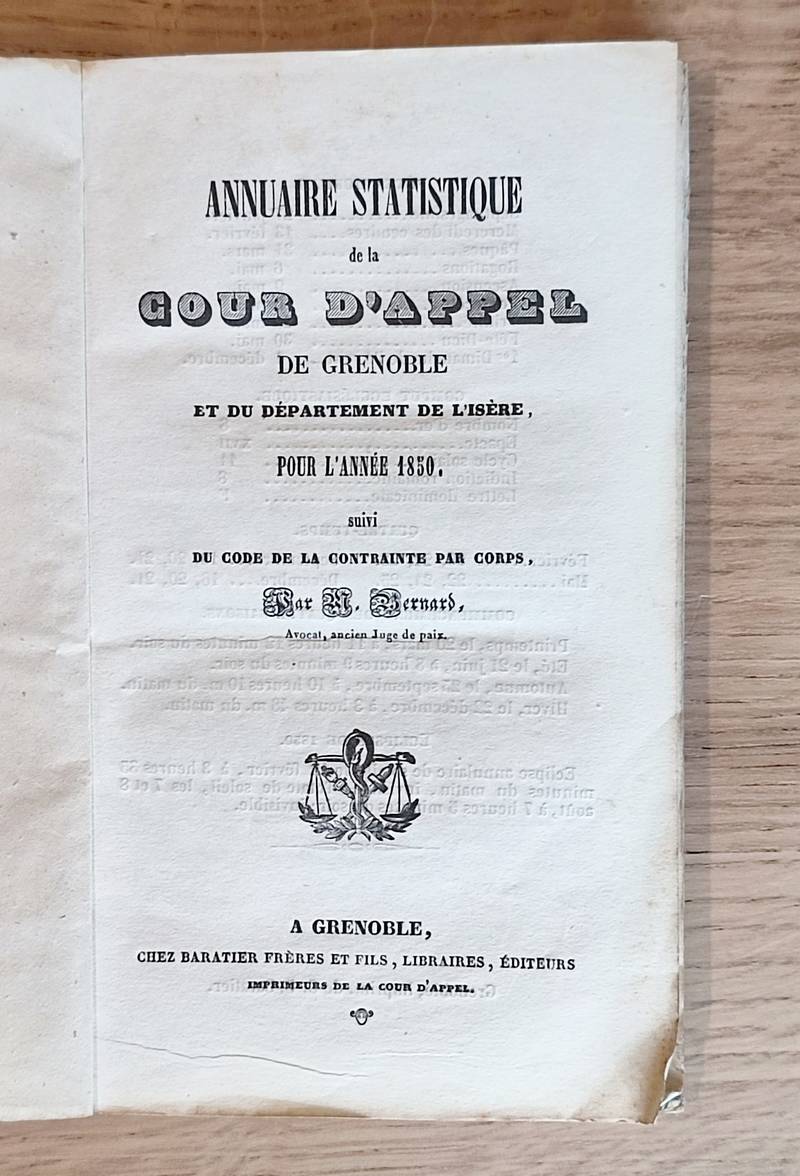 ANNUAIRE STATISTIQUE
de la
COUR D'APPEL
DE GRENOBLE
ET DU DÉPARTEMENT DE L'ISÈRE,
POUR L'ANNÉE 1850.
suivi
DU CODE DE LA CONTRAINTE PAR CORPS,
Par N. Bernard,
Avocat, ancien Juge de paix.
A GRENOBLE,
CHEZ BARATIER FRÈRES ET FILS, LIBRAIRES, ÉDITEURS
IMPRIMEURS DE LA COUR D'APPEL.